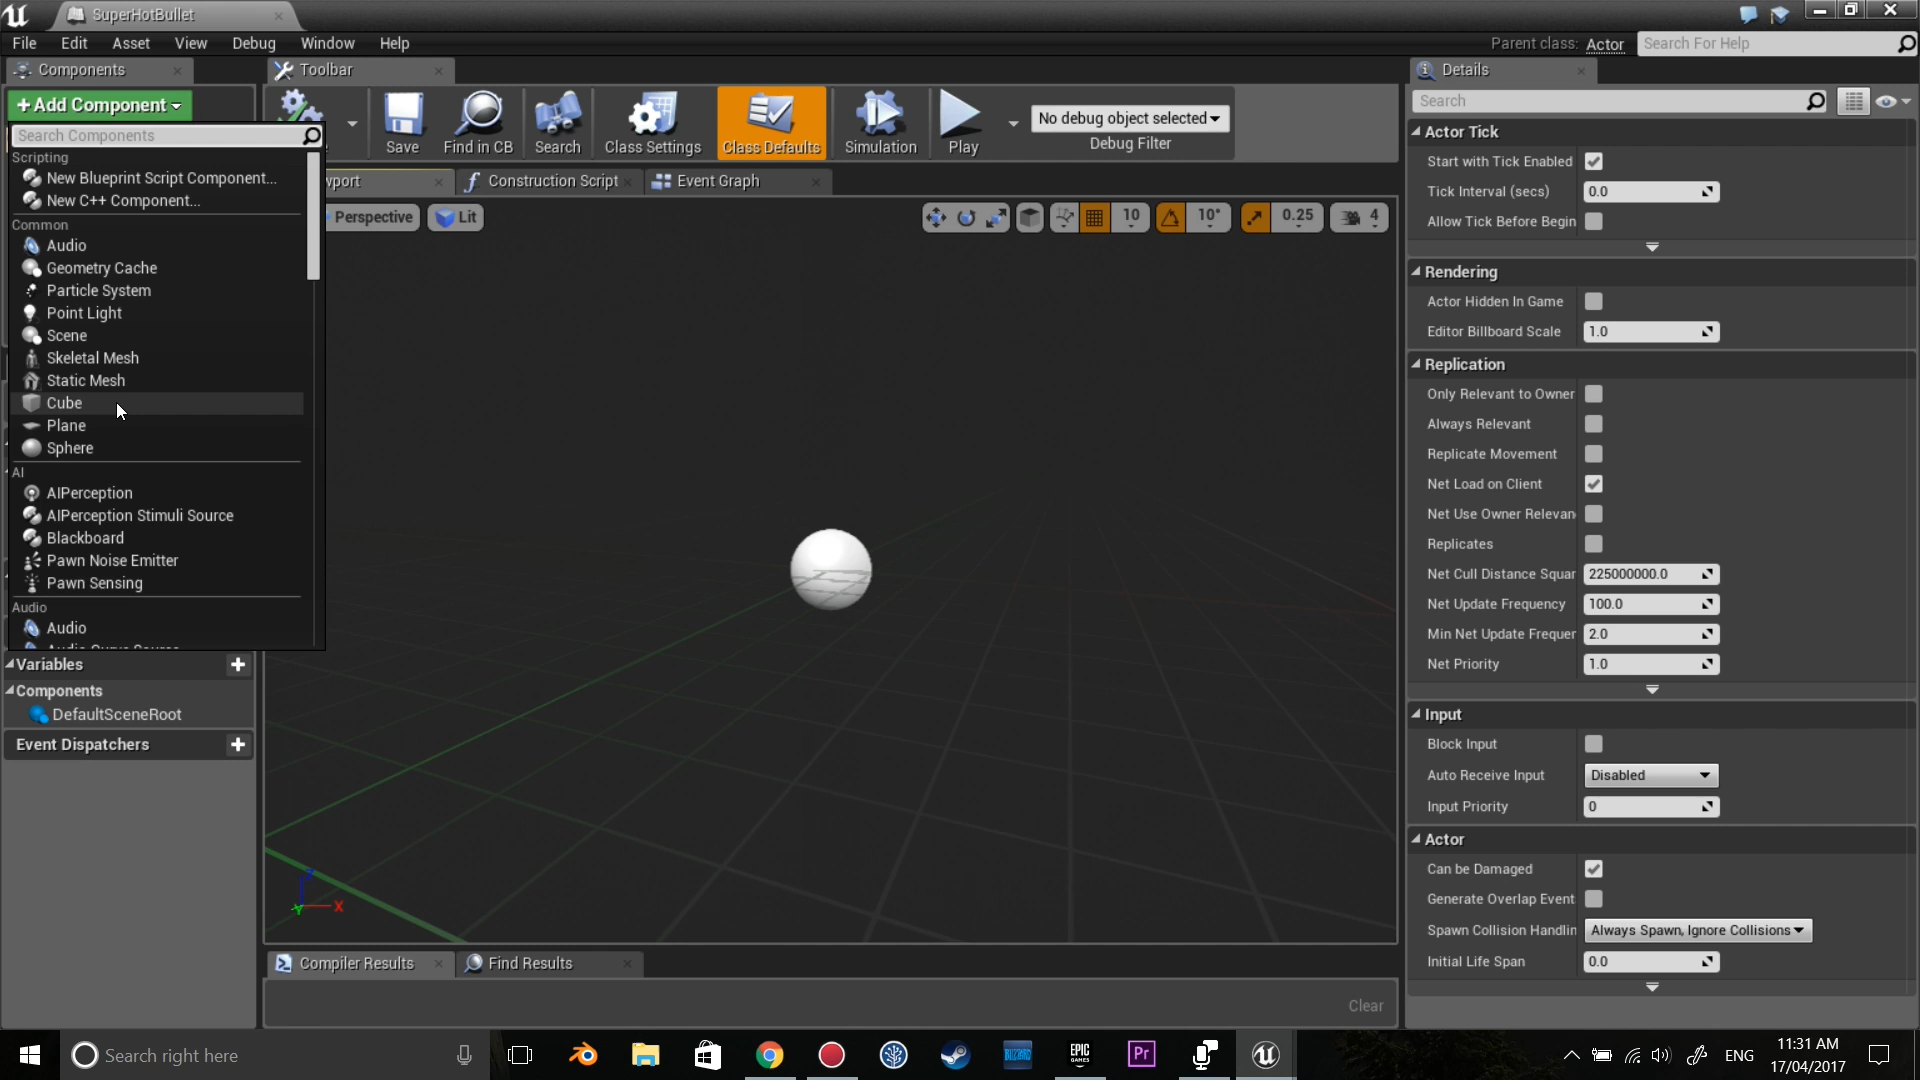 SuperHotBullet
File Edit Asset View Debug Window Help
Parent class: Actor
Search For Help
Components
+Add Component
Search Components
Scripting
New Blueprint Script Component...
New C++ Component...
Common
Audio
Geometry Cache
Particle System
Point Light
Scene
Skeletal Mesh
Static Mesh
Cube
Plane
Sphere
AI
AIPerception
AIPerception Stimuli Source
Blackboard
Pawn Noise Emitter
Pawn Sensing
Audio
Audio
Variables
Components
DefaultSceneRoot
Event Dispatchers
Toolbar
Save
Find in CB
Search
Class Settings
Class Defaults
Simulation
Play
No debug object selected
Debug Filter
wport
Construction Script
Event Graph
Perspective
Lit
10
10°
0.25
4
Z
Y
X
Compiler Results
Find Results
Clear
Details
Search
Actor Tick
Start with Tick Enabled
Tick Interval (secs) 0.0
Allow Tick Before Begin
Rendering
Actor Hidden In Game
Editor Billboard Scale 1.0
Replication
Only Relevant to Owner
Always Relevant
Replicate Movement
Net Load on Client
Net Use Owner Relevan
Replicates
Net Cull Distance Squar 225000000.0
Net Update Frequency 100.0
Min Net Update Frequer 2.0
Net Priority 1.0
Input
Block Input
Auto Receive Input Disabled
Input Priority 0
Actor
Can be Damaged
Generate Overlap Event
Spawn Collision Handlin Always Spawn, Ignore Collisions
Initial Life Span 0.0
Search right here
BLIZZARD
EPIC GAMES
Pr
ENG
11:31 AM
17/04/2017